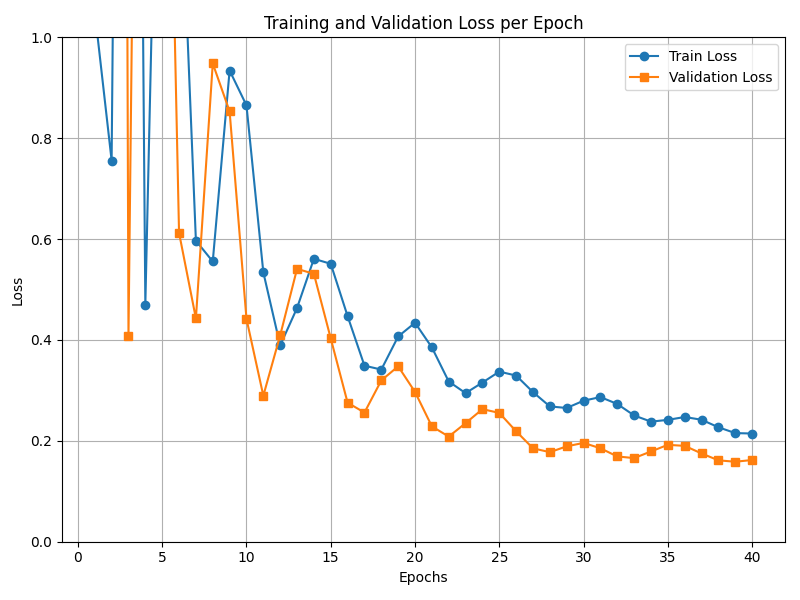 Training and Validation Loss per Epoch
Train Loss
Validation Loss
Loss
1.0
0.8
0.6
0.4
0.2
0.0
0 5 10 15 20 25 30 35 40
Epochs